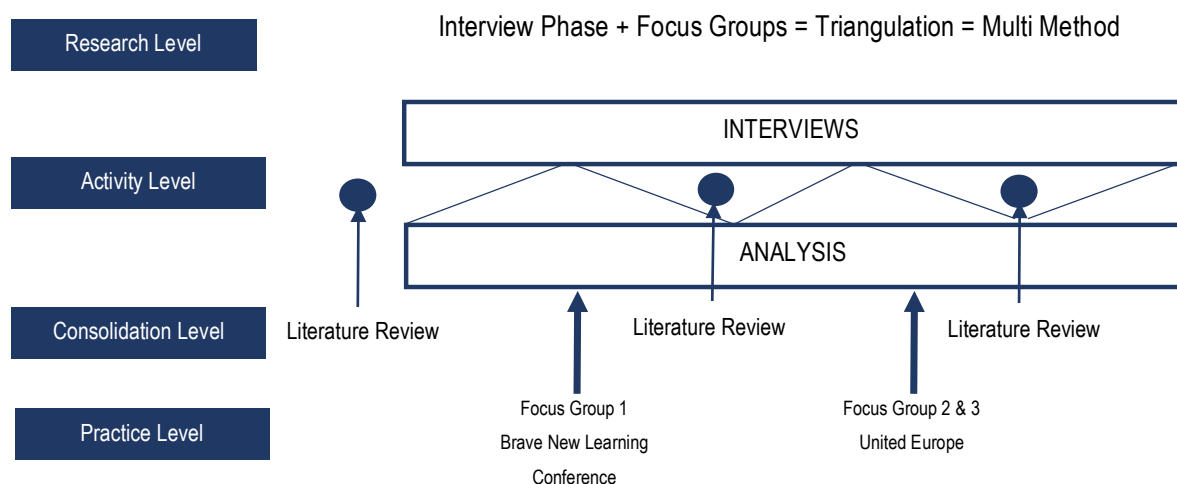 Research Level
Interview Phase + Focus Groups = Triangulation = Multi Method
INTERVIEWS
Activity Level
ANALYSIS
Consolidation Level
Literature Review
Literature Review
Literature Review
Practice Level
Focus Group 1
Brave New Learning
Conference
Focus Group 2 & 3
United Europe